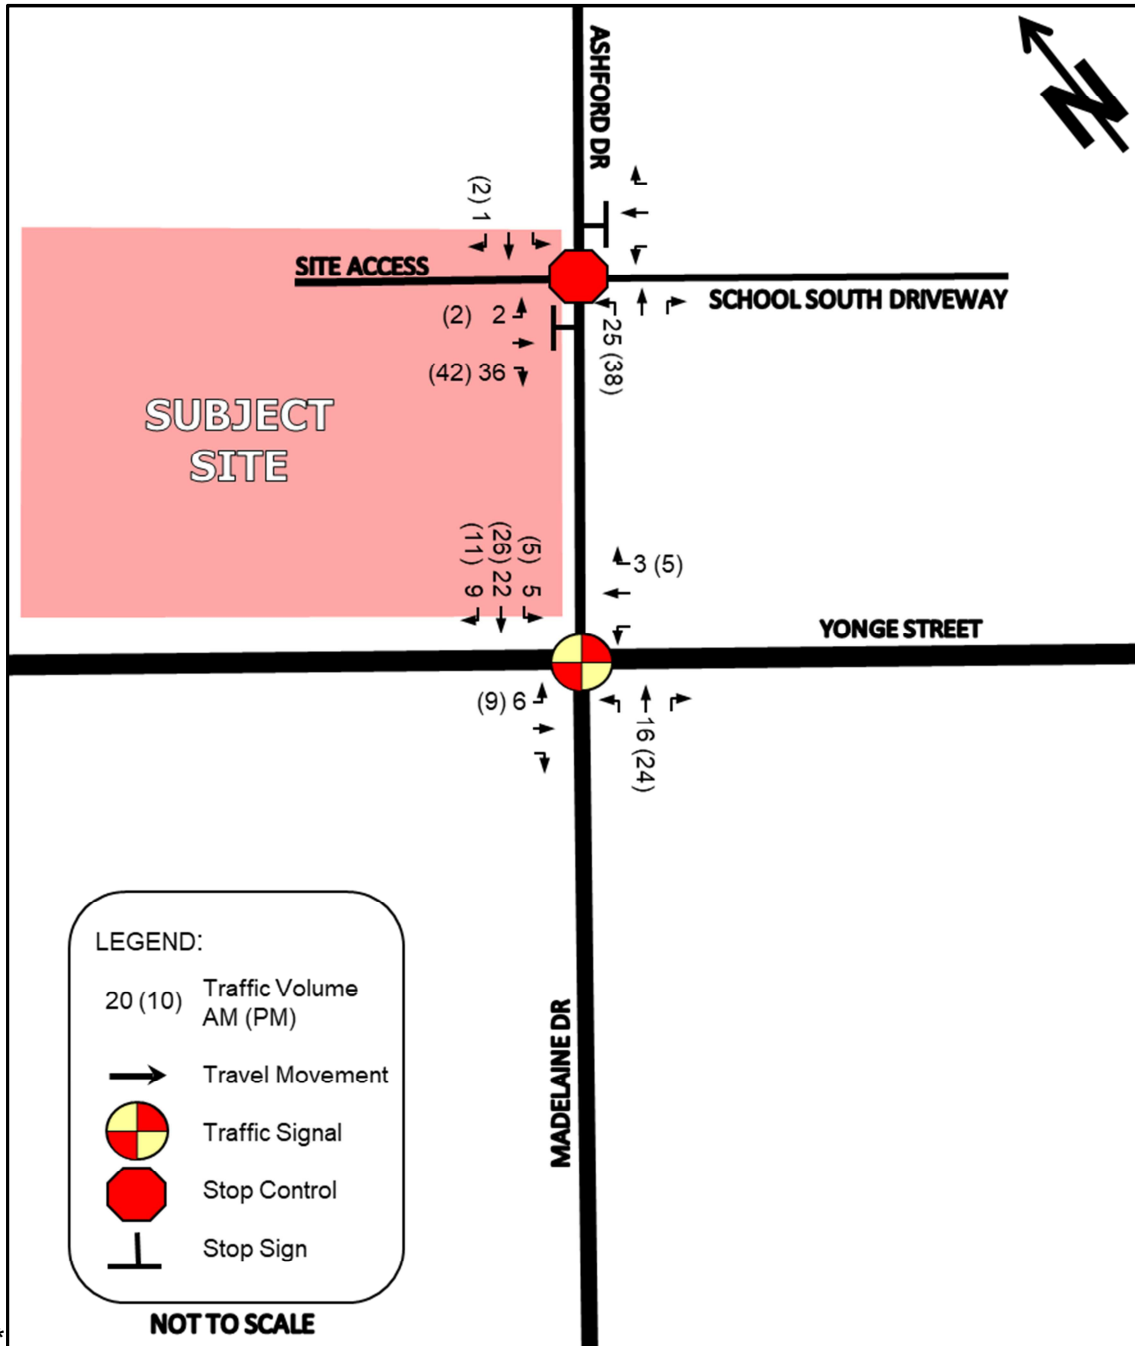 ASHFORD DR
N
(2) 1
SITE ACCESS
SCHOOL SOUTH DRIVEWAY
(2) 2
25 (38)
(42) 36
SUBJECT
SITE
(11) 9
(26) 22
(5) 5
3 (5)
YONGE STREET
(9) 6
16 (24)
MADELAINE DR
LEGEND:
20 (10)
Traffic Volume
AM (PM)
Travel Movement
Traffic Signal
Stop Control
Stop Sign
NOT TO SCALE
*